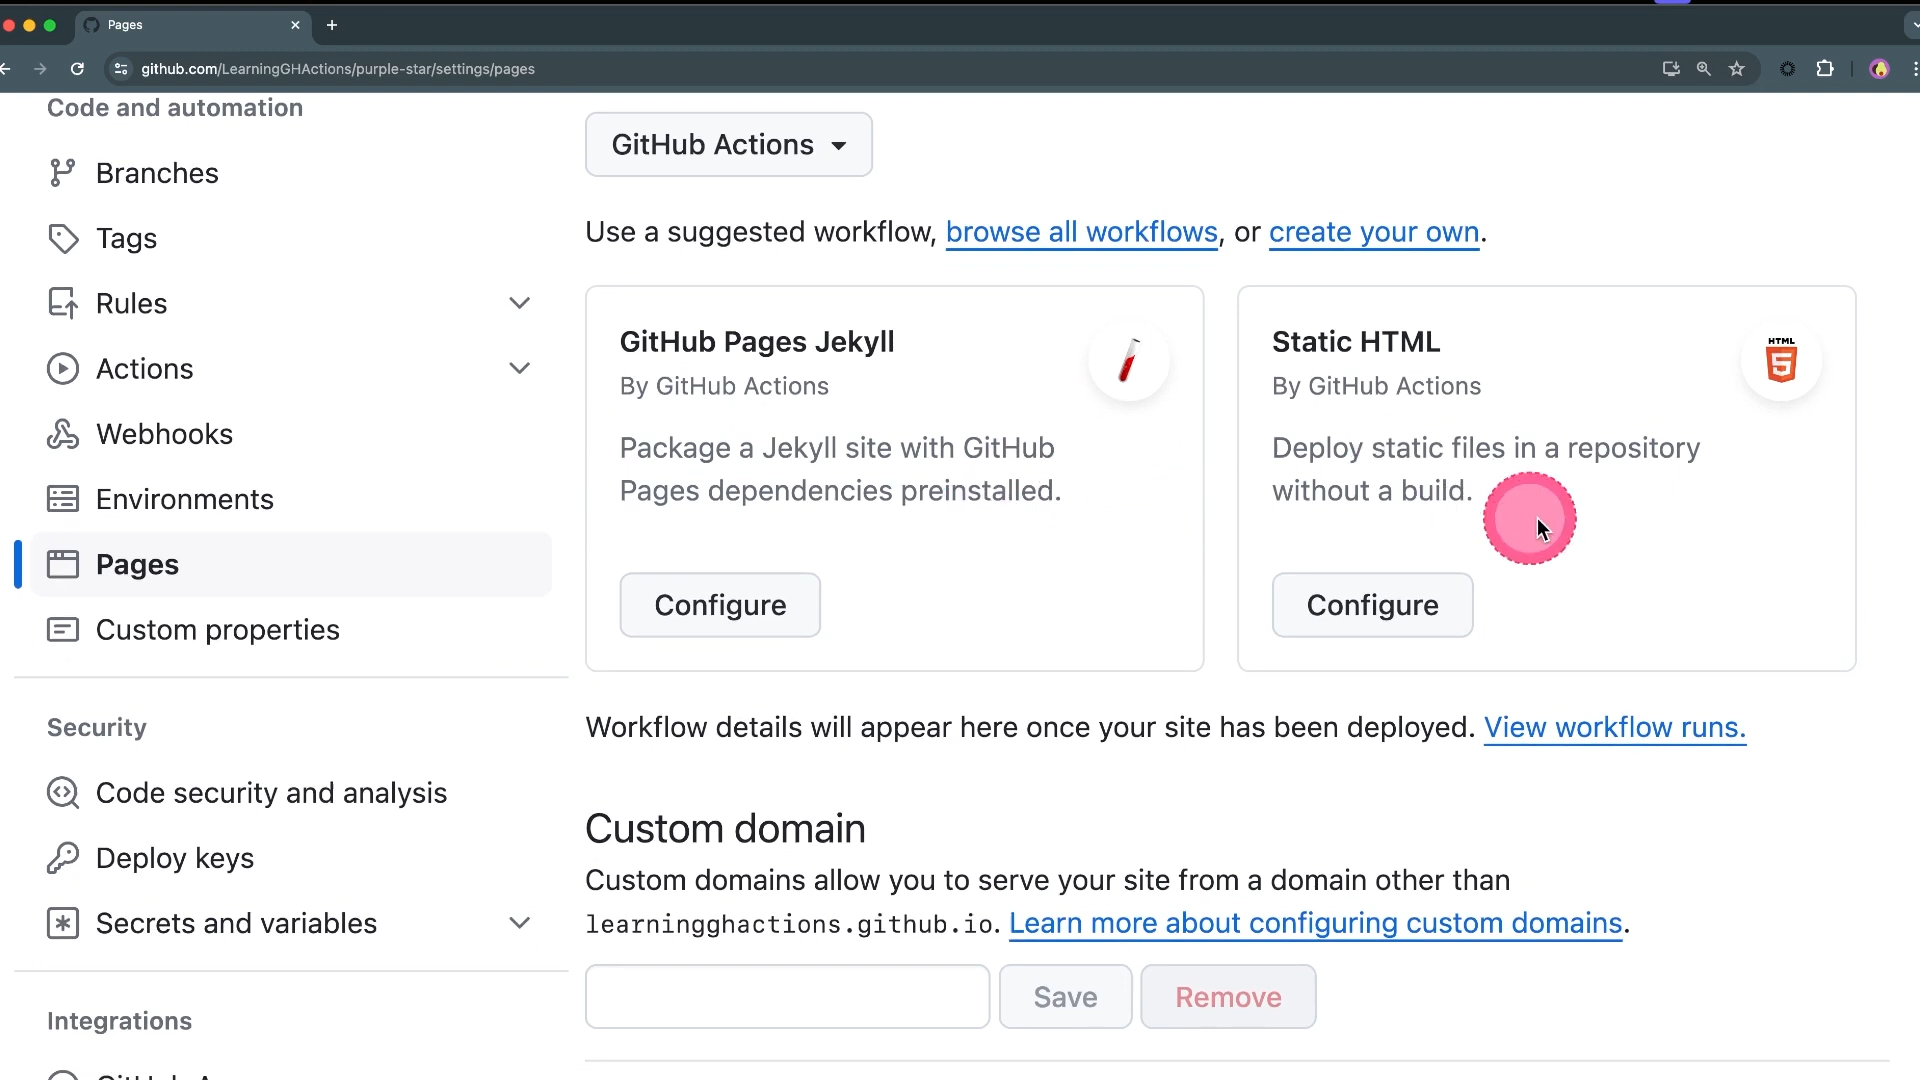 Pages
github.com/LearningGHActions/purple-star/settings/pages
Code and automation
Branches
Tags
Rules
Actions
Webhooks
Environments
Pages
Custom properties
Security
Code security and analysis
Deploy keys
Secrets and variables
Integrations
GitHub Actions
Use a suggested workflow, browse all workflows, or create your own.
GitHub Pages Jekyll
By GitHub Actions
Package a Jekyll site with GitHub
Pages dependencies preinstalled.
Configure
Static HTML
By GitHub Actions
HTML
5
Deploy static files in a repository
without a build.
Configure
Workflow details will appear here once your site has been deployed. View workflow runs.
Custom domain
Custom domains allow you to serve your site from a domain other than
learningghactions.github.io. Learn more about configuring custom domains.
Save
Remove